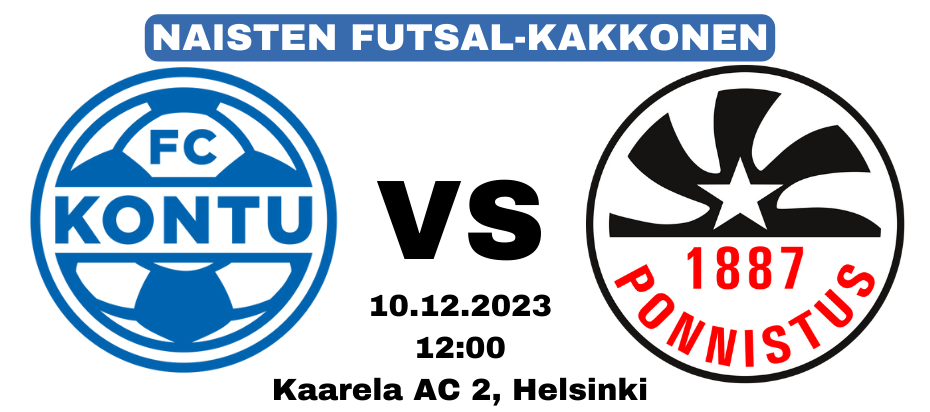 NAISTEN FUTSAL-KAKKONEN
FC
KONTU
VS
1887
PONNISTUS
10.12.2023
12:00
Kaarela AC 2, Helsinki